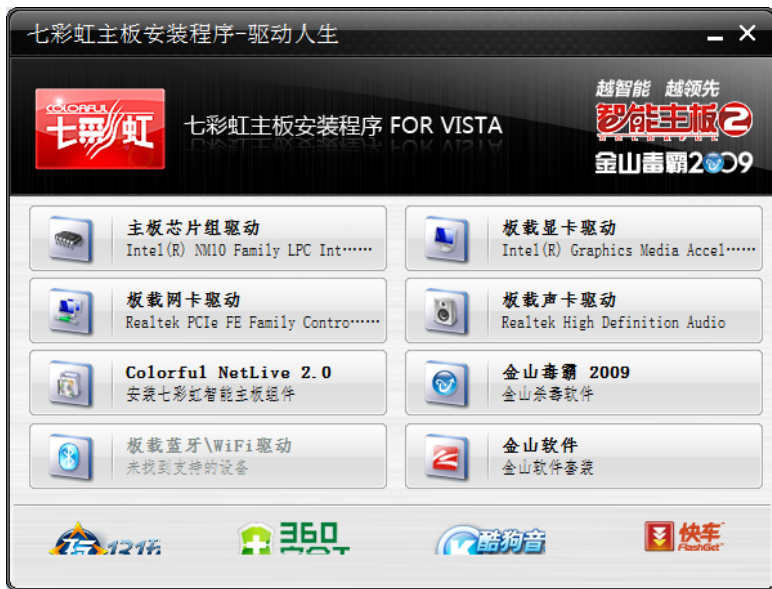 七彩虹主板安装程序-驱动人生
COLORFUL
七彩虹
七彩虹主板安装程序 FOR VISTA
越智能 越领先
智能主板2
金山毒霸2009
主板芯片组驱动
Intel(R) NM10 Family LPC Int……
板载显卡驱动
Intel(R) Graphics Media Accel……
板载网卡驱动
Realtek PCIe FE Family Contro……
板载声卡驱动
Realtek High Definition Audio
Colorful NetLive 2.0
安装七彩虹智能主板组件
金山毒霸 2009
金山杀毒软件
板载蓝牙\WiFi驱动
未找到支持的设备
金山软件
金山软件套装
360
酷狗音
快车
FlashGet